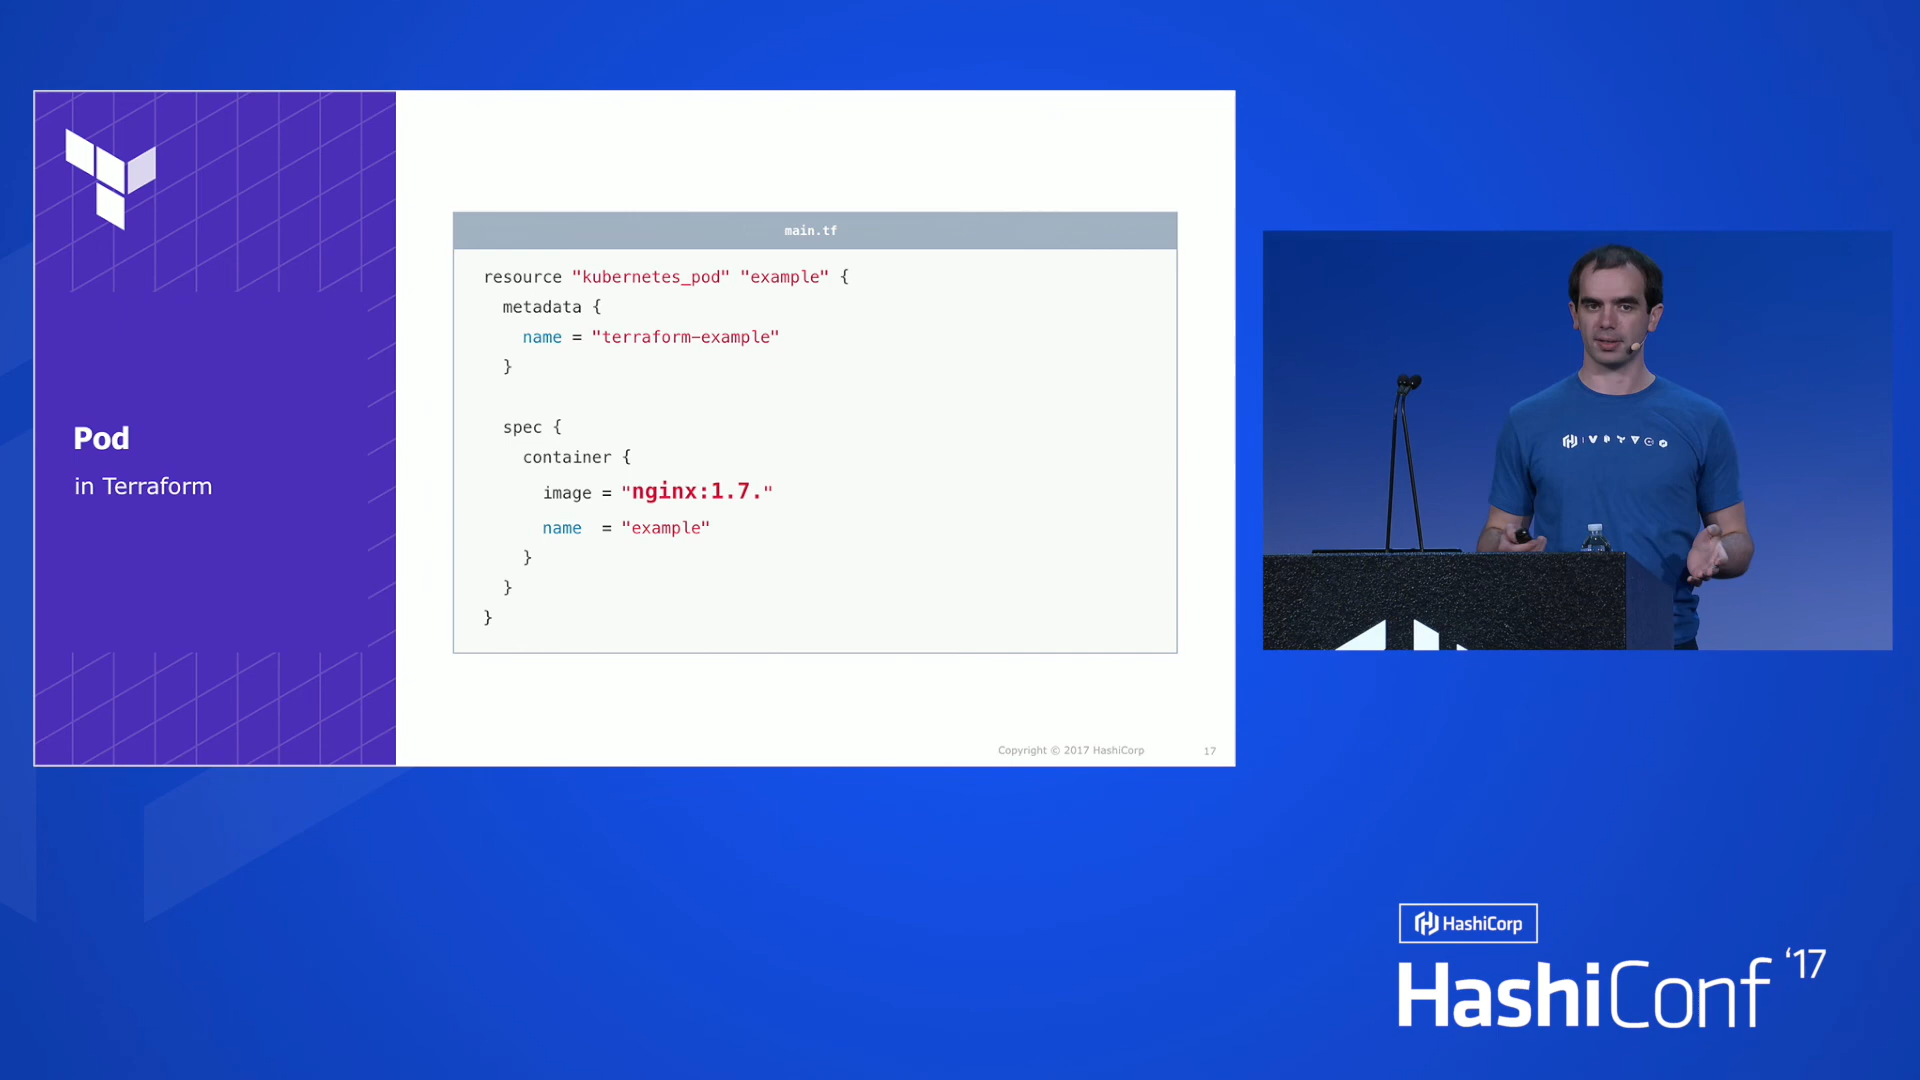 Pod
in Terraform
main.tf
resource "kubernetes_pod" "example" {
  metadata {
    name = "terraform-example"
  }
  spec {
    container {
      image = "nginx:1.7."
      name  = "example"
    }
  }
}
Copyright © 2017 HashiCorp
17
HashiCorp
HashiConf '17